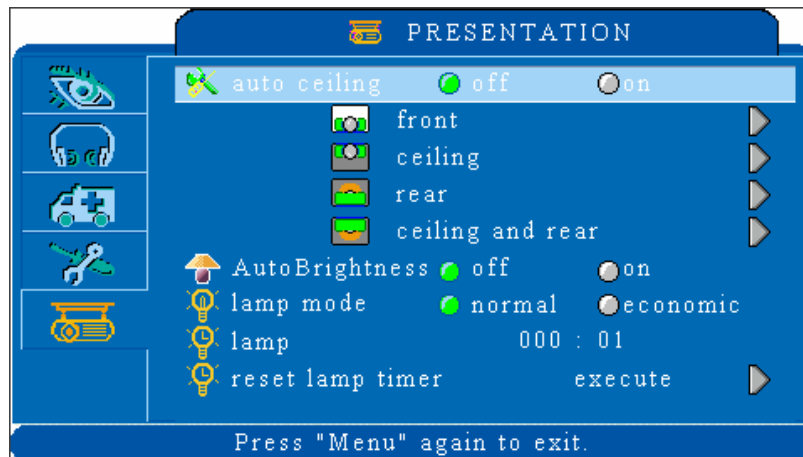 PRESENTATION
auto ceiling off on
front
ceiling
rear
ceiling and rear
AutoBrightness off on
lamp mode normal economic
lamp 000 : 01
reset lamp timer execute
Press "Menu" again to exit.